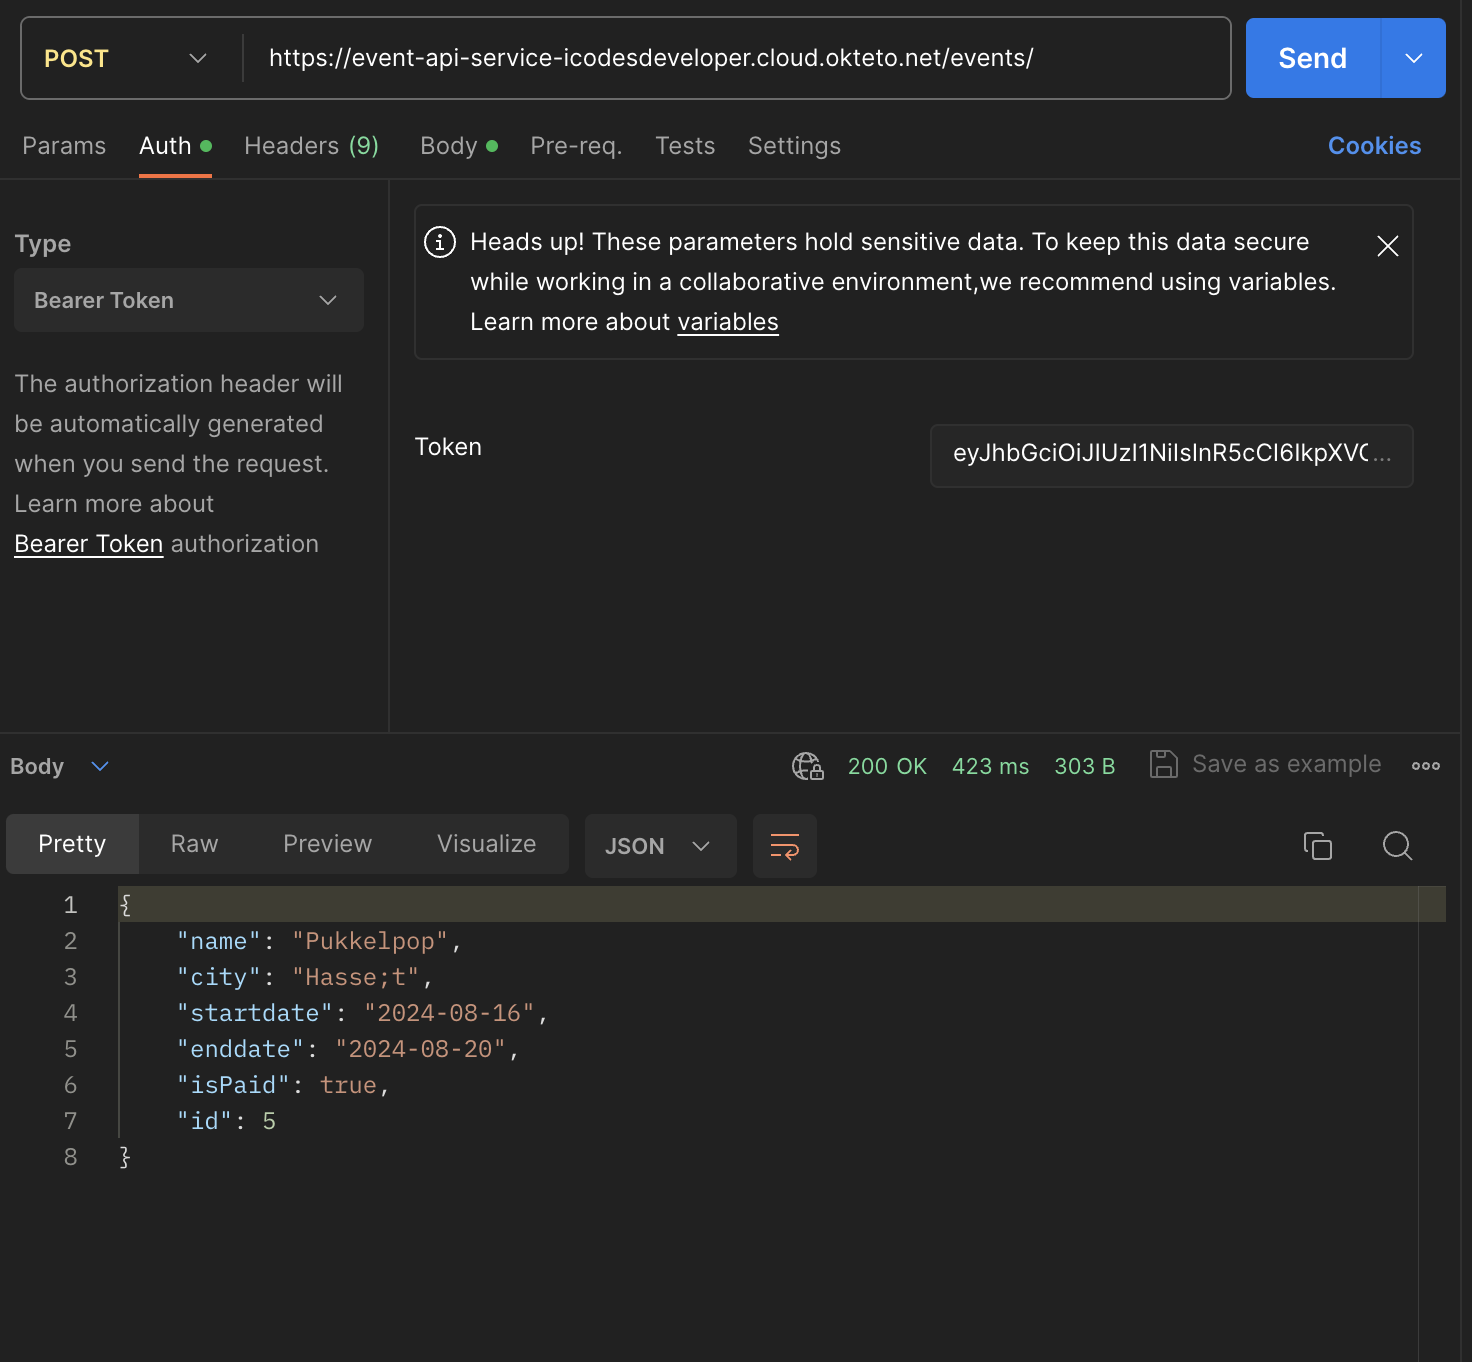 POST https://event-api-service-icodesdeveloper.cloud.okteto.net/events/ Send
Params Auth Headers (9) Body Pre-req. Tests Settings Cookies
Type
Bearer Token
The authorization header will
be automatically generated
when you send the request.
Learn more about
Bearer Token authorization
Heads up! These parameters hold sensitive data. To keep this data secure
while working in a collaborative environment,we recommend using variables.
Learn more about variables
Token eyJhbGciOiJIUzI1NiIsInR5cCI6IkpXVC...
Body 200 OK 423 ms 303 B Save as example
Pretty Raw Preview Visualize JSON
1 {
2 "name": "Pukkelpop",
3 "city": "Hasse;t",
4 "startdate": "2024-08-16",
5 "enddate": "2024-08-20",
6 "isPaid": true,
7 "id": 5
8 }